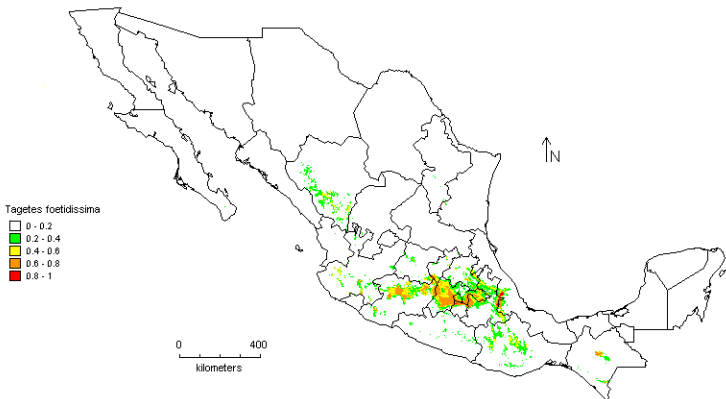 N
Tagetes foetidissima
0 - 0.2
0.2 - 0.4
0.4 - 0.6
0.6 - 0.8
0.8 - 1
0 400
kilometers